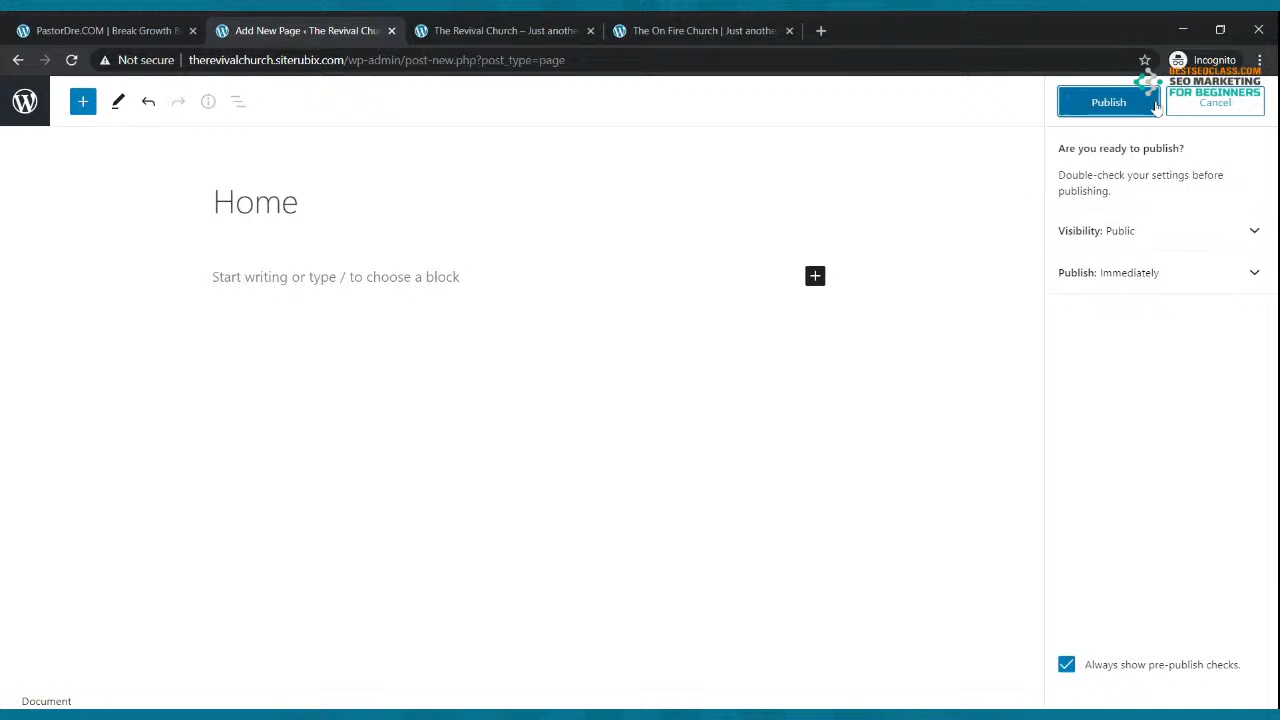 PastorDre.COM | Break Growth B
Add New Page ‹ The Revival Chu
The Revival Church – Just anothe
The On Fire Church | Just anothe
Not secure
therevivalchurch.siterubix.com/wp-admin/post-new.php?post_type=page
Incognito
BESTSEOCLASS.COM
SEO MARKETING
FOR BEGINNERS
Publish
Cancel
Are you ready to publish?
Double-check your settings before
publishing.
Visibility: Public
Publish: Immediately
Home
Start writing or type / to choose a block
Always show pre-publish checks.
Document